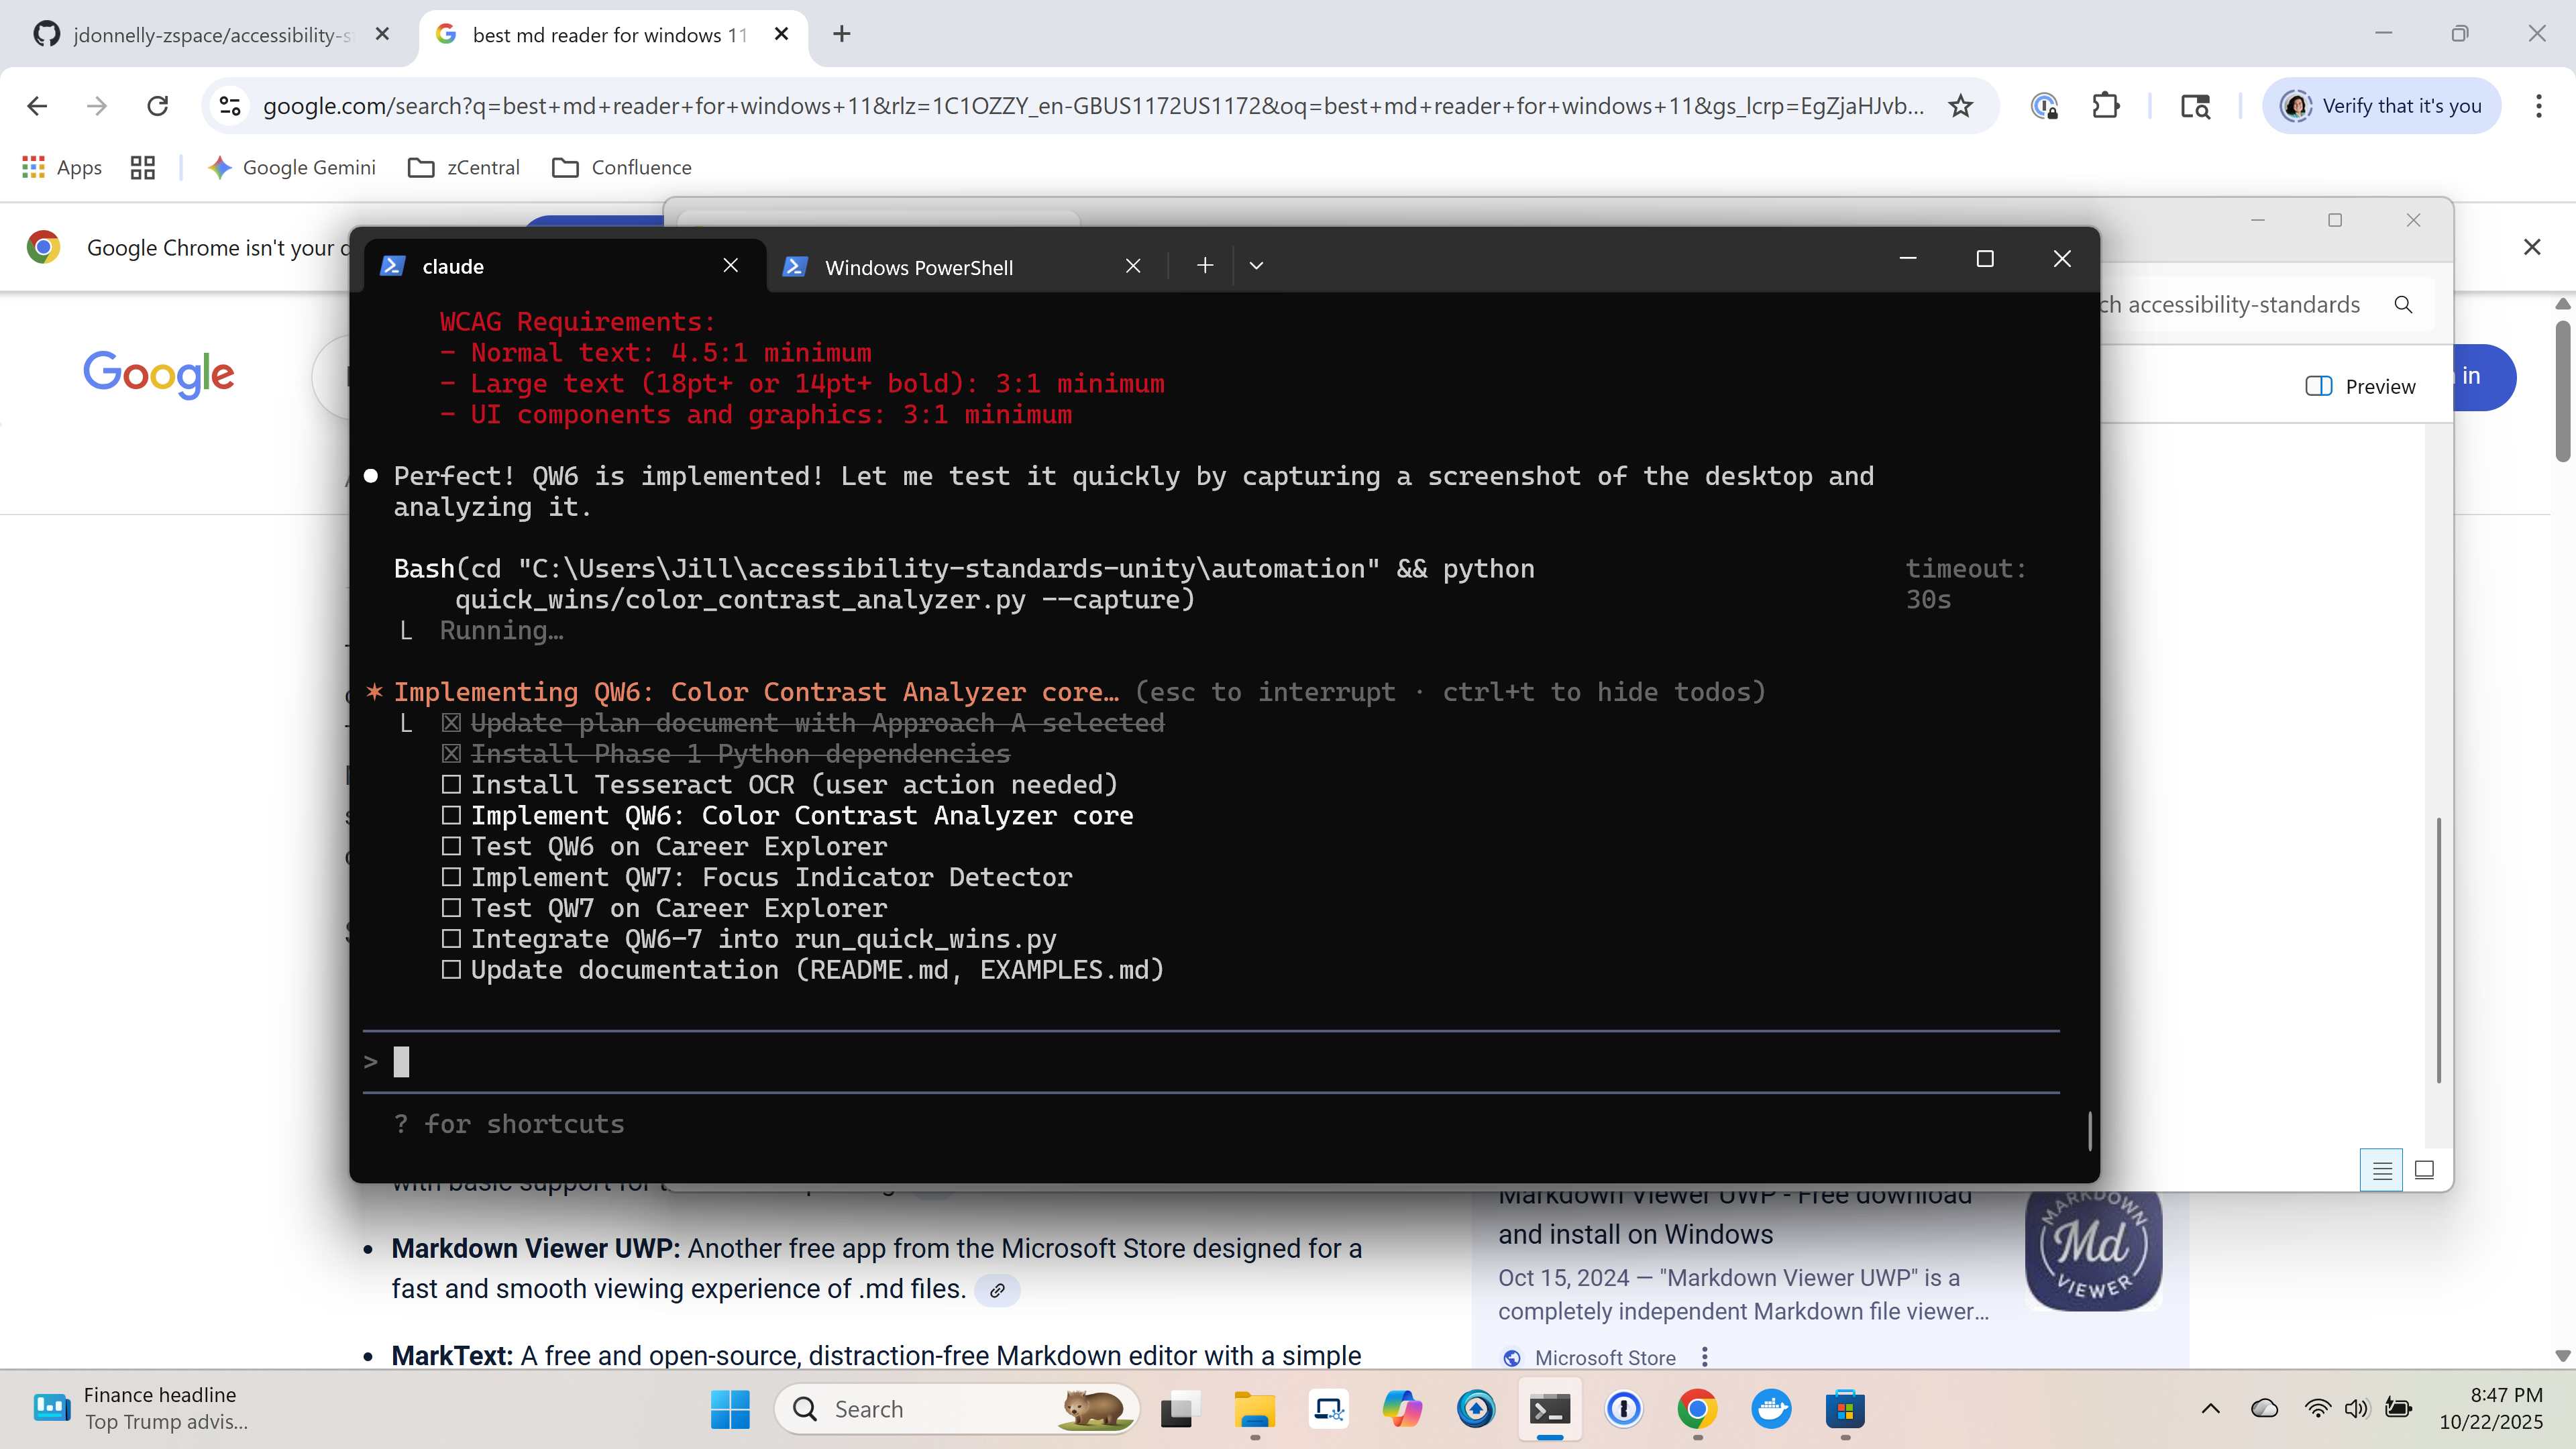 jdonnelly-zspace/accessibility-s
best md reader for windows 11
google.com/search?q=best+md+reader+for+windows+11&rlz=1C1OZZY_en-GBUS1172US1172&oq=best+md+reader+for+windows+11&gs_lcrp=EgZjaHJvb...
Verify that it's you
Apps
Google Gemini
zCentral
Confluence
Google Chrome isn't your
claude
Windows PowerShell
ch accessibility-standards
Google
Preview
in
WCAG Requirements:
- Normal text: 4.5:1 minimum
- Large text (18pt+ or 14pt+ bold): 3:1 minimum
- UI components and graphics: 3:1 minimum
● Perfect! QW6 is implemented! Let me test it quickly by capturing a screenshot of the desktop and
analyzing it.
Bash(cd "C:\Users\Jill\accessibility-standards-unity\automation" && python
timeout:
quick_wins/color_contrast_analyzer.py --capture)
30s
Running…
Implementing QW6: Color Contrast Analyzer core… (esc to interrupt · ctrl+t to hide todos)
☒ Update plan document with Approach A selected
☒ Install Phase 1 Python dependencies
☐ Install Tesseract OCR (user action needed)
☐ Implement QW6: Color Contrast Analyzer core
☐ Test QW6 on Career Explorer
☐ Implement QW7: Focus Indicator Detector
☐ Test QW7 on Career Explorer
☐ Integrate QW6-7 into run_quick_wins.py
☐ Update documentation (README.md, EXAMPLES.md)
>
? for shortcuts
with basic support for
Markdown Viewer UWP - Free download
and install on Windows
MARKDOWN
Md
VIEWER
• Markdown Viewer UWP: Another free app from the Microsoft Store designed for a
fast and smooth viewing experience of .md files.
Oct 15, 2024 — "Markdown Viewer UWP" is a
completely independent Markdown file viewer...
• MarkText: A free and open-source, distraction-free Markdown editor with a simple
Microsoft Store
Finance headline
Top Trump advis...
Search
8:47 PM
10/22/2025